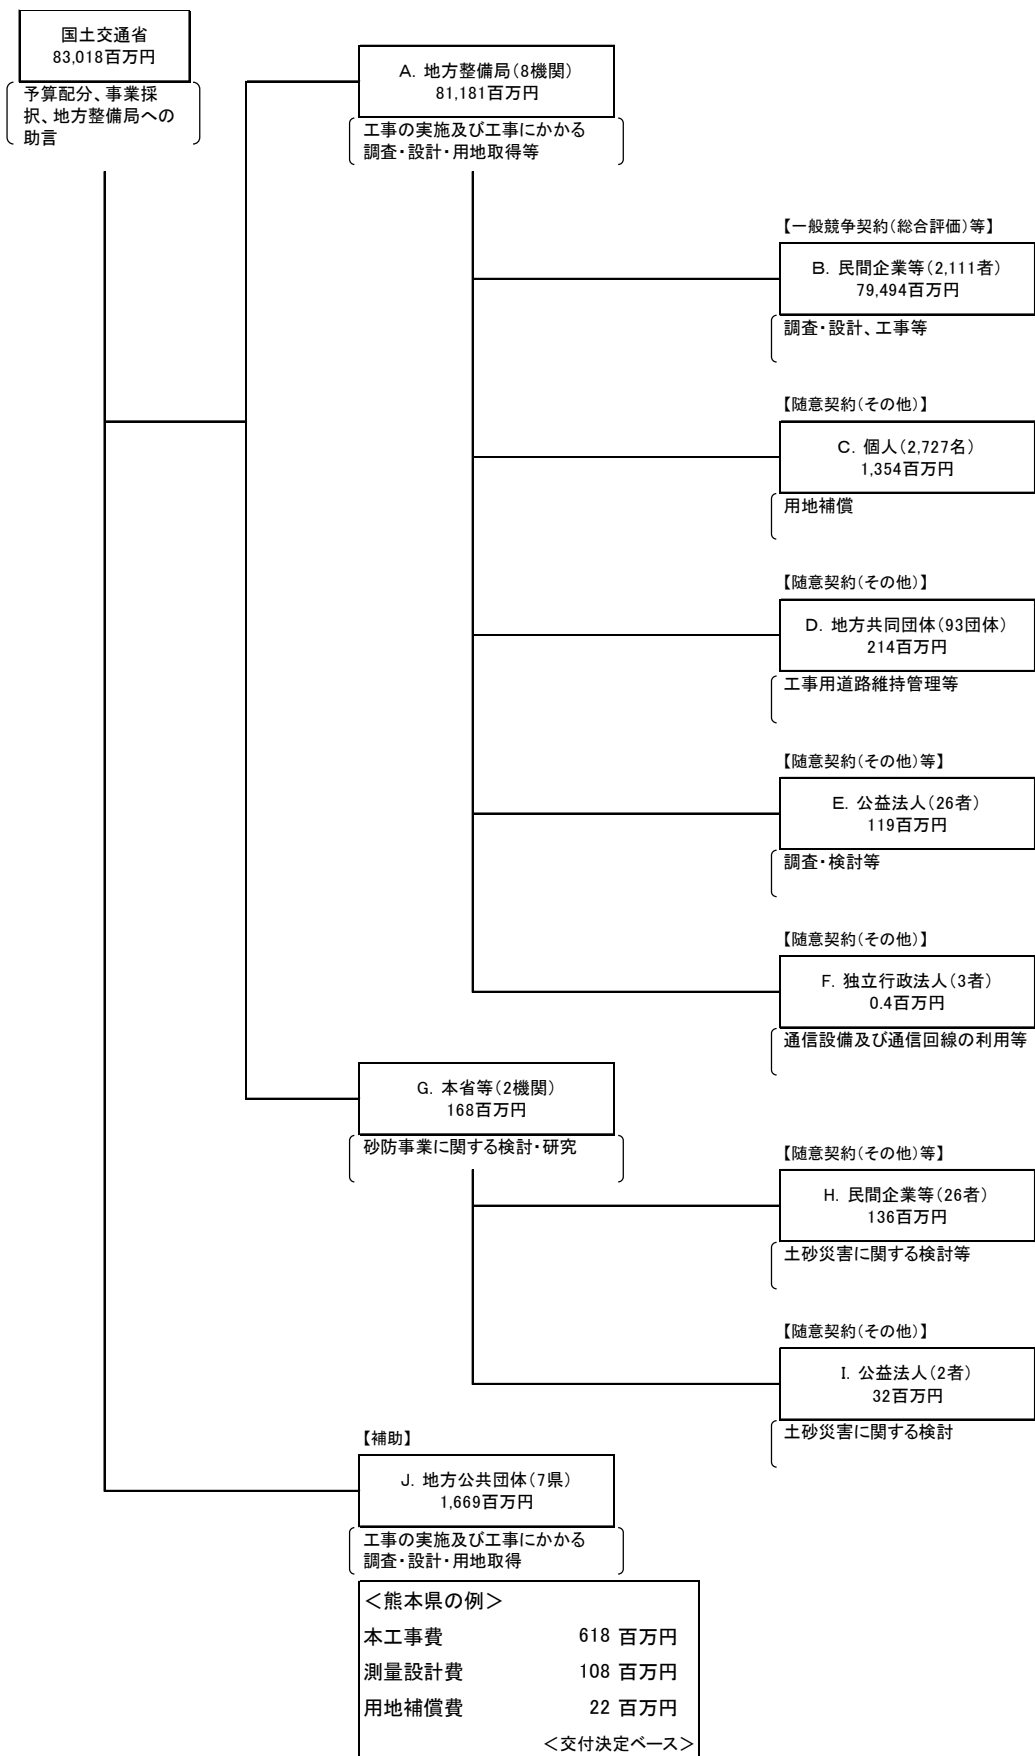 国土交通省
83,018百万円
予算配分、事業採
択、地方整備局への
助言
A. 地方整備局(8機関)
81,181百万円
工事の実施及び工事にかかる
調査・設計・用地取得等
【一般競争契約(総合評価)等】
B. 民間企業等(2,111者)
79,494百万円
調査・設計、工事等
【随意契約(その他)】
C. 個人(2,727名)
1,354百万円
用地補償
【随意契約(その他)】
D. 地方共同団体(93団体)
214百万円
工事用道路維持管理等
【随意契約(その他)等】
E. 公益法人(26者)
119百万円
調査・検討等
【随意契約(その他)】
F. 独立行政法人(3者)
0.4百万円
通信設備及び通信回線の利用等
G. 本省等(2機関)
168百万円
砂防事業に関する検討・研究
【随意契約(その他)等】
H. 民間企業等(26者)
136百万円
土砂災害に関する検討等
【随意契約(その他)】
I. 公益法人(2者)
32百万円
土砂災害に関する検討
【補助】
J. 地方公共団体(7県)
1,669百万円
工事の実施及び工事にかかる
調査・設計・用地取得
<熊本県の例>
本工事費 618 百万円
測量設計費 108 百万円
用地補償費 22 百万円
<交付決定ベース>